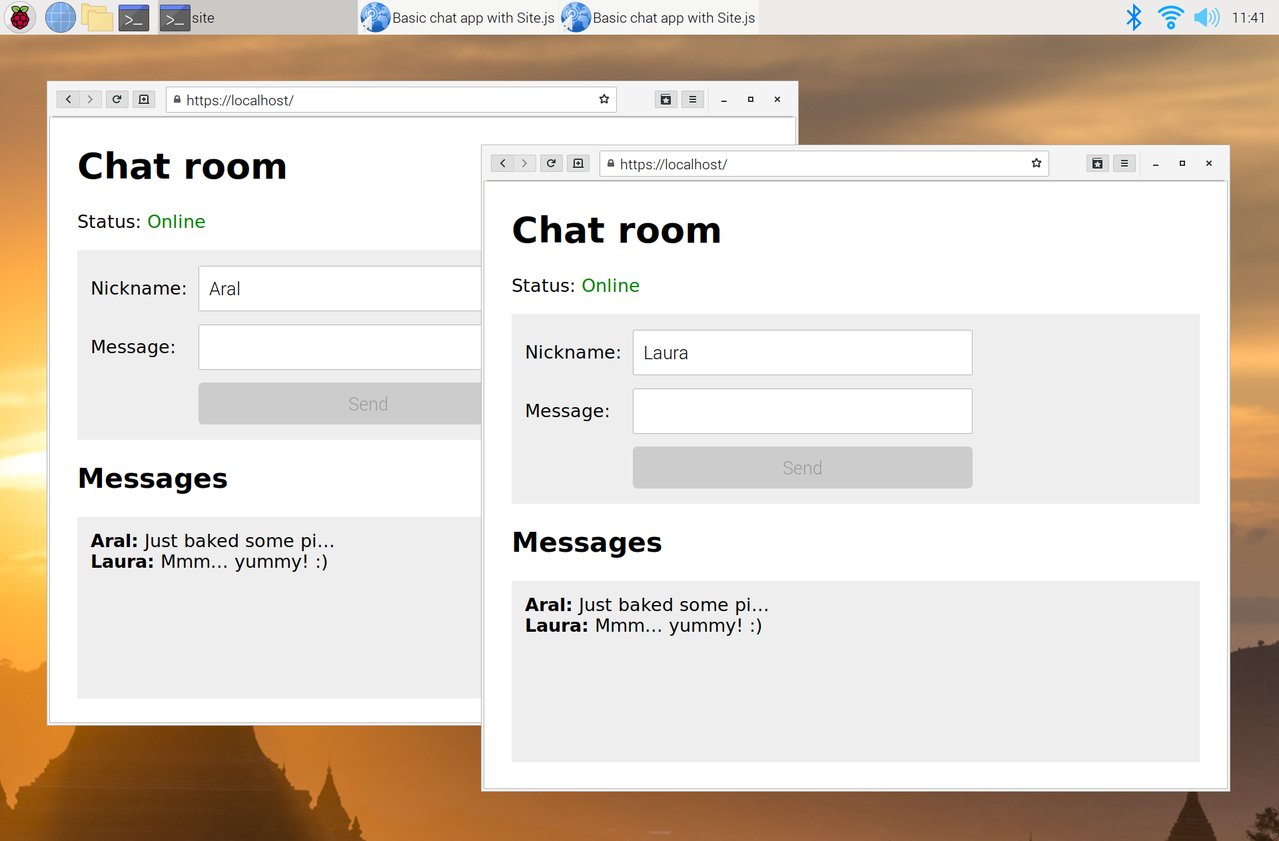 site
Basic chat app with Site.js
Basic chat app with Site.js
11:41
https://localhost/
Chat room
Status: Online
Nickname: Aral
Message:
Send
Messages
Aral: Just baked some pi…
Laura: Mmm… yummy! :)
https://localhost/
Chat room
Status: Online
Nickname: Laura
Message:
Send
Messages
Aral: Just baked some pi…
Laura: Mmm… yummy! :)